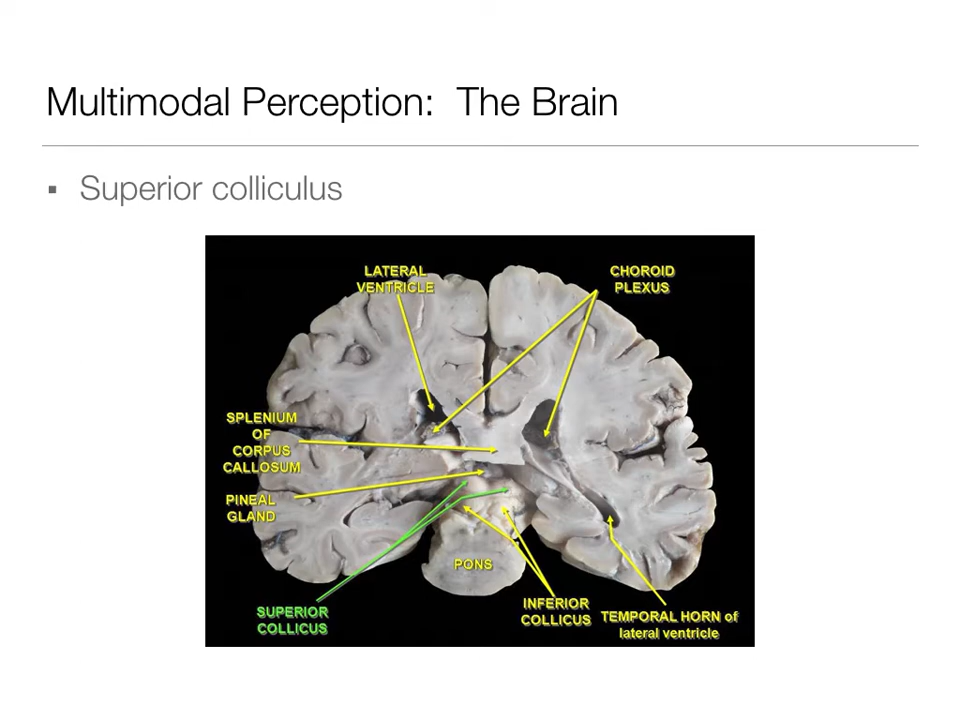 Multimodal Perception: The Brain
▪ Superior colliculus
LATERAL
VENTRICLE
CHOROID
PLEXUS
SPLENIUM
OF
CORPUS
CALLOSUM
PINEAL
GLAND
PONS
SUPERIOR
COLLICUS
INFERIOR
COLLICUS
TEMPORAL HORN of
lateral ventricle